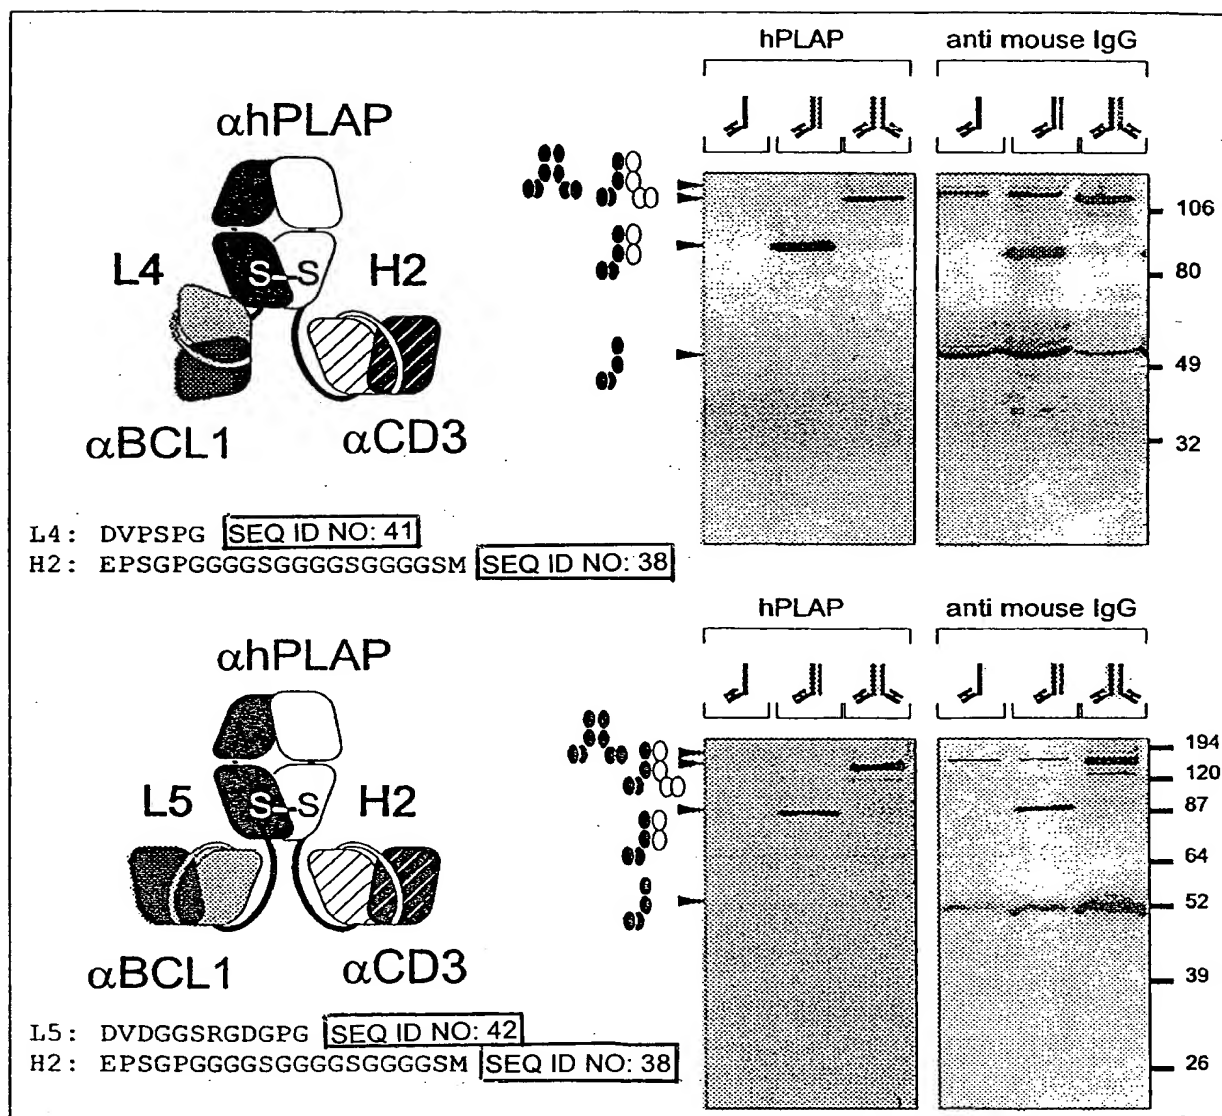 hPLAP anti mouse IgG
αhPLAP
L4 S--S H2
αBCL1 αCD3
106
80
49
32
L4: DVPSPG SEQ ID NO: 41
H2: EPSGPGGGGSGGGGSGGGGSM SEQ ID NO: 38
hPLAP anti mouse IgG
αhPLAP
L5 S--S H2
αBCL1 αCD3
194
120
87
64
52
39
26
L5: DVDGGSRGDGPG SEQ ID NO: 42
H2: EPSGPGGGGSGGGGSGGGGSM SEQ ID NO: 38